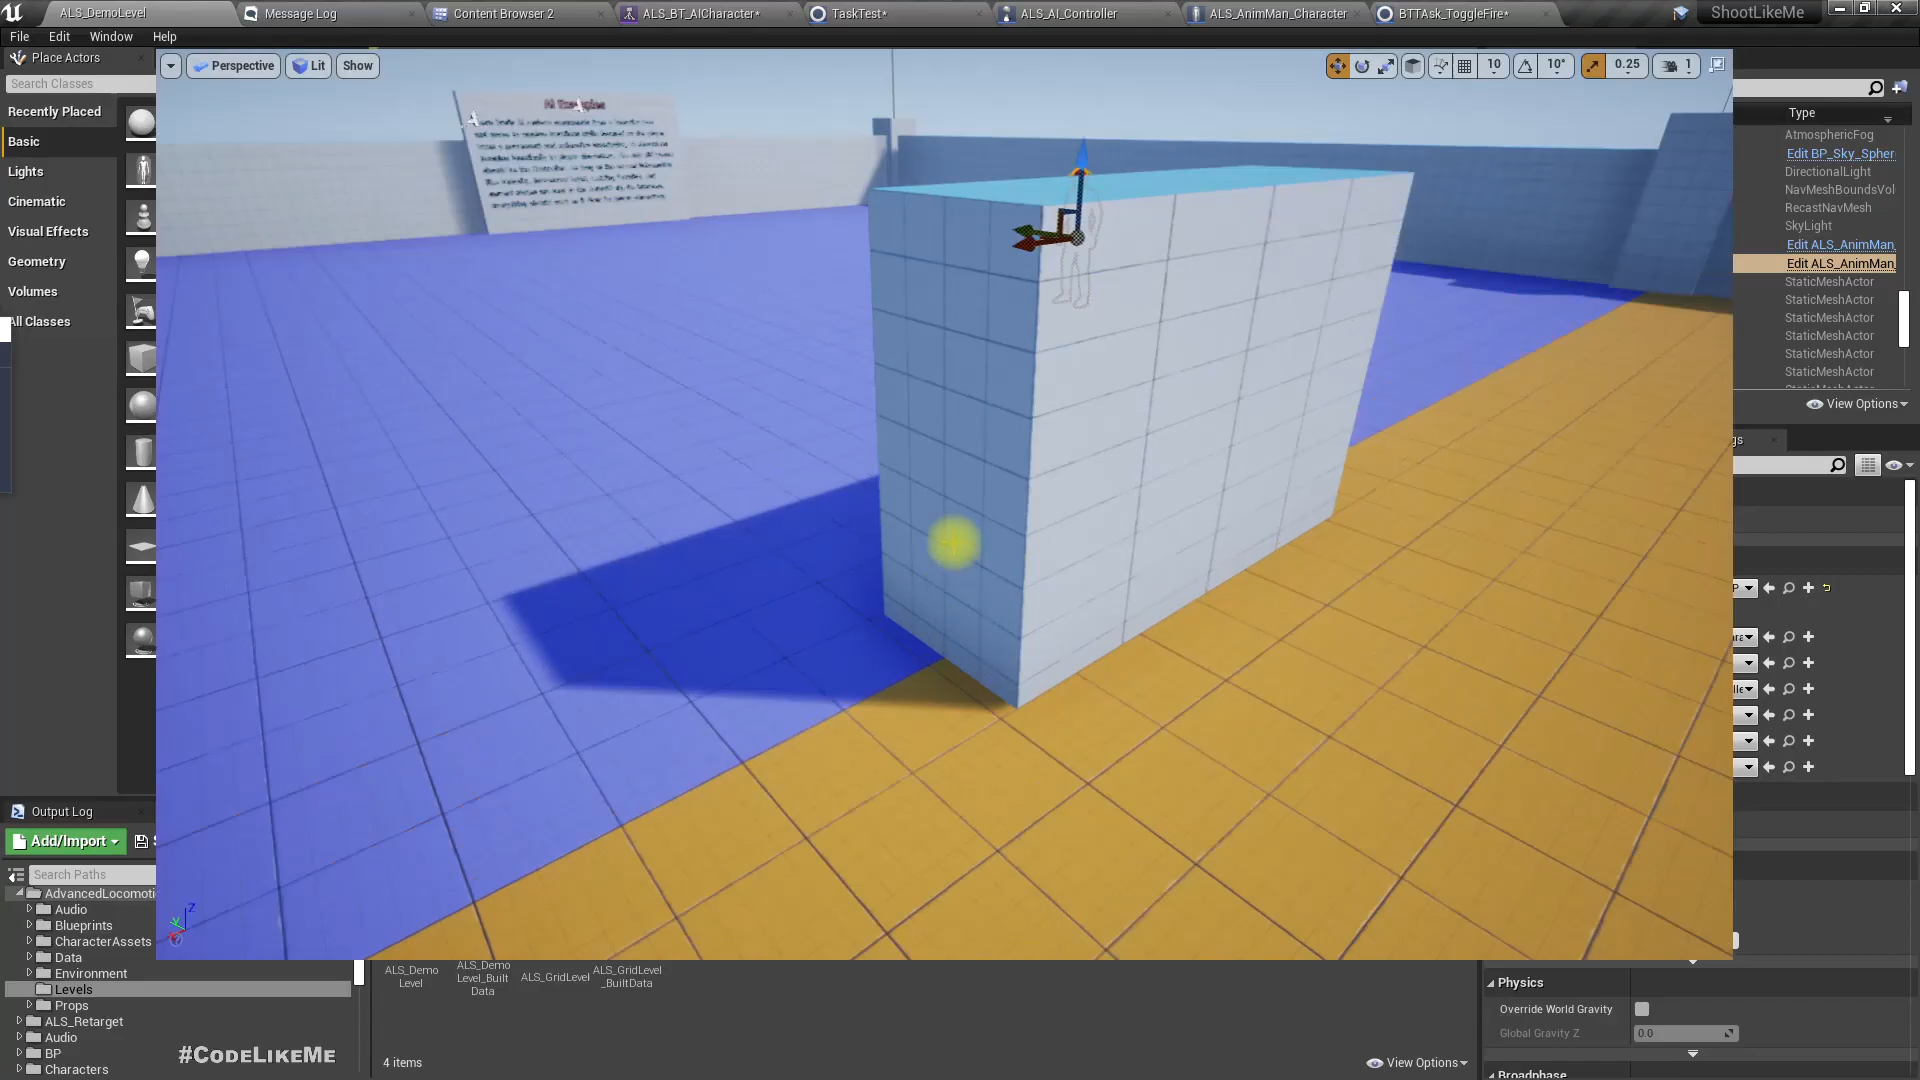 ALS_DemoLevel
Message Log
Content Browser 2
ALS_BT_AICharacter*
TaskTest*
ALS_AI_Controller
ALS_AnimMan_Character
BTTAsk_ToggleFire*
ShootLikeMe
File Edit Window Help
Place Actors
Search Classes
Recently Placed
Basic
Lights
Cinematic
Visual Effects
Geometry
Volumes
All Classes
Perspective
Lit
Show
10
10°
0.25
1
AI Examples
Type
AtmosphericFog
Edit BP_Sky_Spher
DirectionalLight
NavMeshBoundsVol
RecastNavMesh
SkyLight
Edit ALS_AnimMan_
Edit ALS_AnimMan_
StaticMeshActor
StaticMeshActor
StaticMeshActor
StaticMeshActor
StaticMeshActor
StaticMeshActor
View Options
Output Log
Add/Import
Search Paths
AdvancedLocomoti
Audio
Blueprints
CharacterAssets
Data
Environment
Levels
Props
ALS_Retarget
Audio
BP
Characters
Z
Y
ALS_Demo
Level
ALS_Demo
Level_Built
Data
ALS_GridLevel
ALS_GridLevel
_BuiltData
4 items
View Options
#CodeLikeMe
Physics
Override World Gravity
Global Gravity Z
0.0
Broadphase